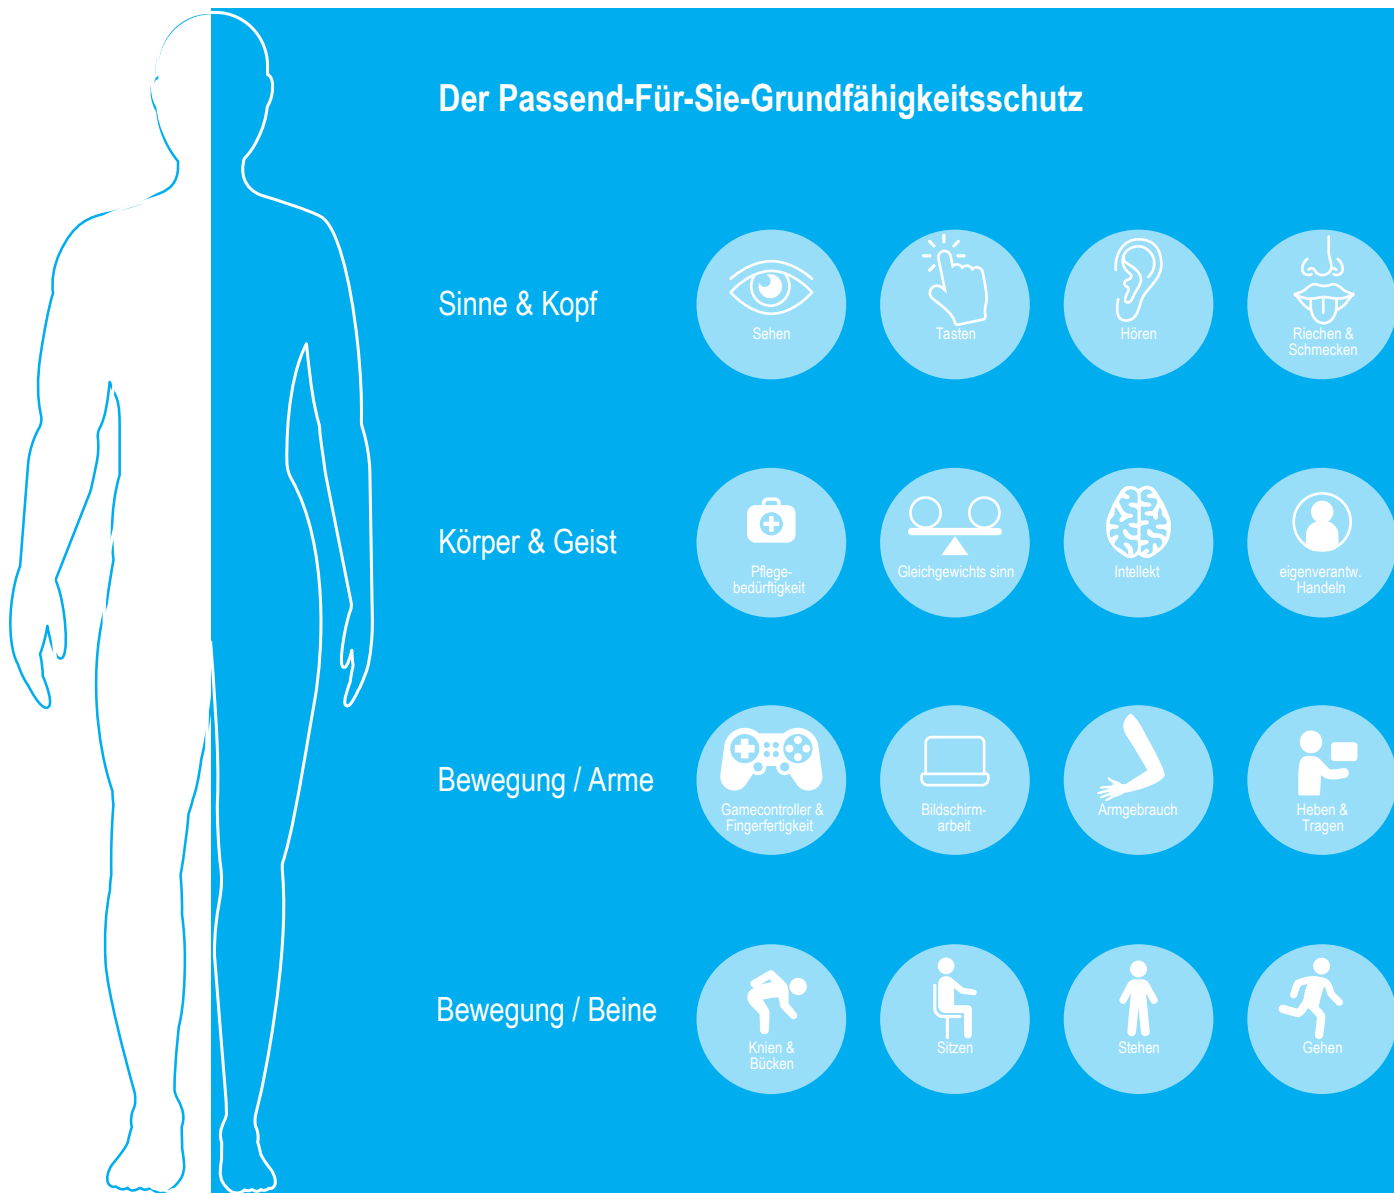 Der Passend-Für-Sie-Grundfähigkeitsschutz
Sinne & Kopf
Sehen
Tasten
Hören
Riechen &
Schmecken
Körper & Geist
Pflege-
bedürftigkeit
Gleichgewichts sinn
Intellekt
eigenverantw.
Handeln
Bewegung / Arme
Gamecontroller &
Fingerfertigkeit
Bildschirm-
arbeit
Armgebrauch
Heben &
Tragen
Bewegung / Beine
Knien &
Bücken
Sitzen
Stehen
Gehen